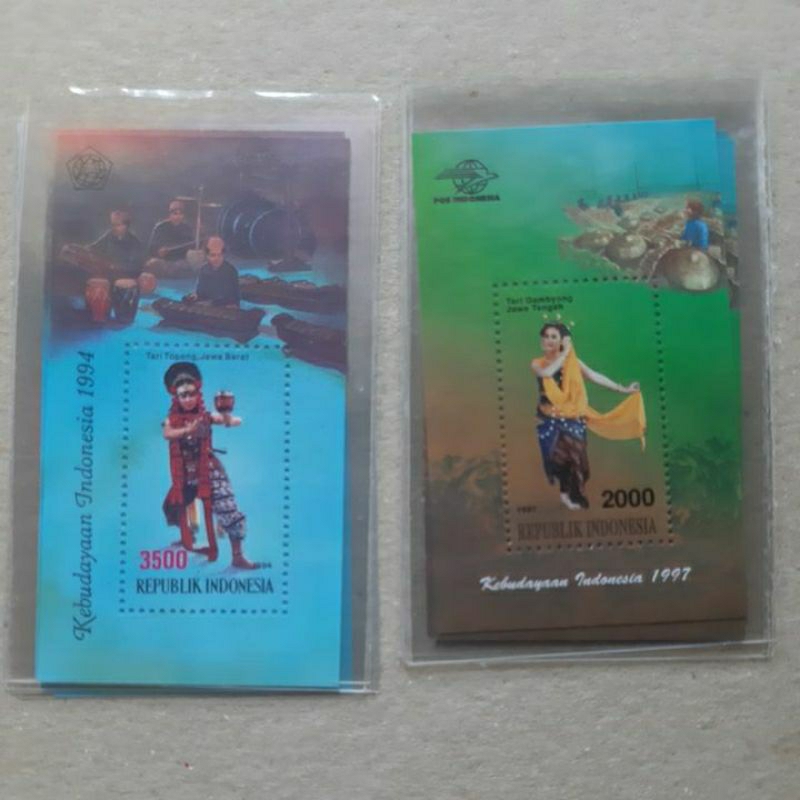 Kebudayaan Indonesia 1994
Tari Topeng, Jawa Barat
3500
1994
REPUBLIK INDONESIA
POS INDONESIA
Tari Gambyong
Jawa Tengah
1997
2000
REPUBLIK INDONESIA
Kebudayaan Indonesia 1997